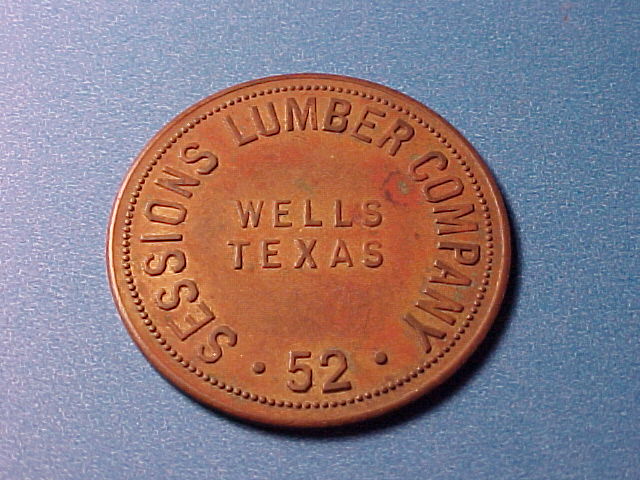 SESSIONS LUMBER COMPANY
WELLS
TEXAS
• 52 •